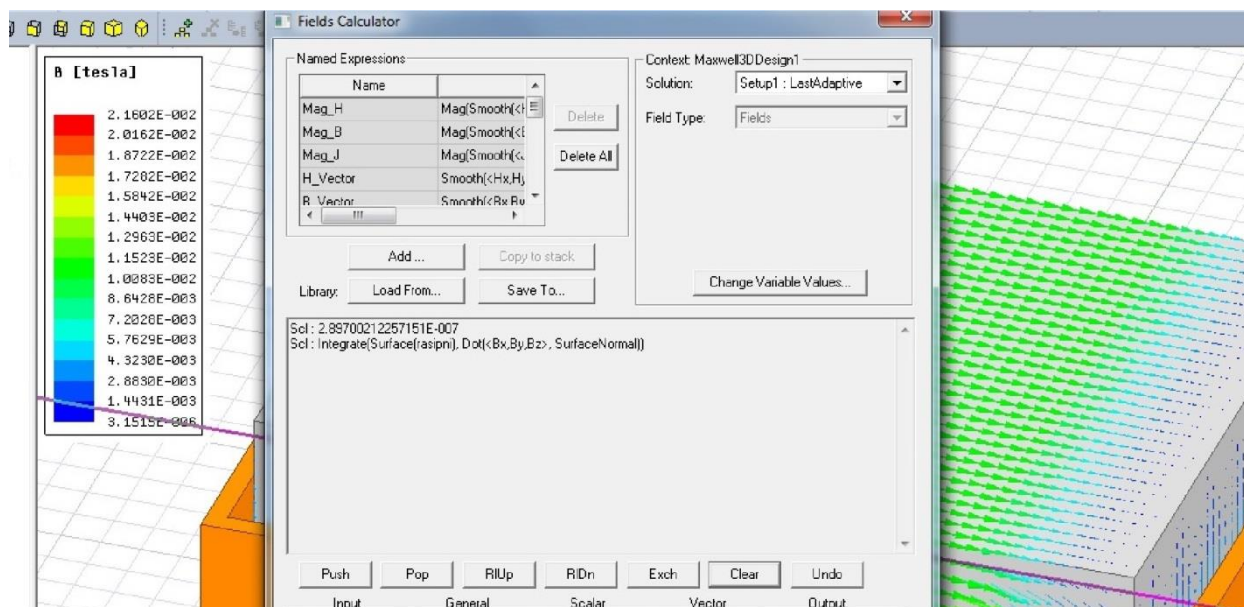 Fields Calculator
B [tesla]
2.1602E-002
2.0162E-002
1.8722E-002
1.7282E-002
1.5842E-002
1.4403E-002
1.2963E-002
1.1523E-002
1.0083E-002
8.6428E-003
7.2028E-003
5.7629E-003
4.3230E-003
2.8830E-003
1.4431E-003
3.1515E-006
Named Expressions
Name
Mag_H Mag(Smooth(<H
Mag_B Mag(Smooth(<B
Mag_J Mag(Smooth(<J
H_Vector Smooth(<Hx,Hy
B_Vector Smooth(<Bx,By
Delete
Delete All
Add ...
Copy to stack
Library:
Load From...
Save To...
Context: Maxwell3DDesign1
Solution: Setup1 : LastAdaptive
Field Type: Fields
Change Variable Values...
Scl : 2.89700212257151E-007
Scl : Integrate(Surface(rasipni), Dot(<Bx,By,Bz>, SurfaceNormal))
Push Pop RlUp RlDn Exch Clear Undo
Input General Scalar Vector Output